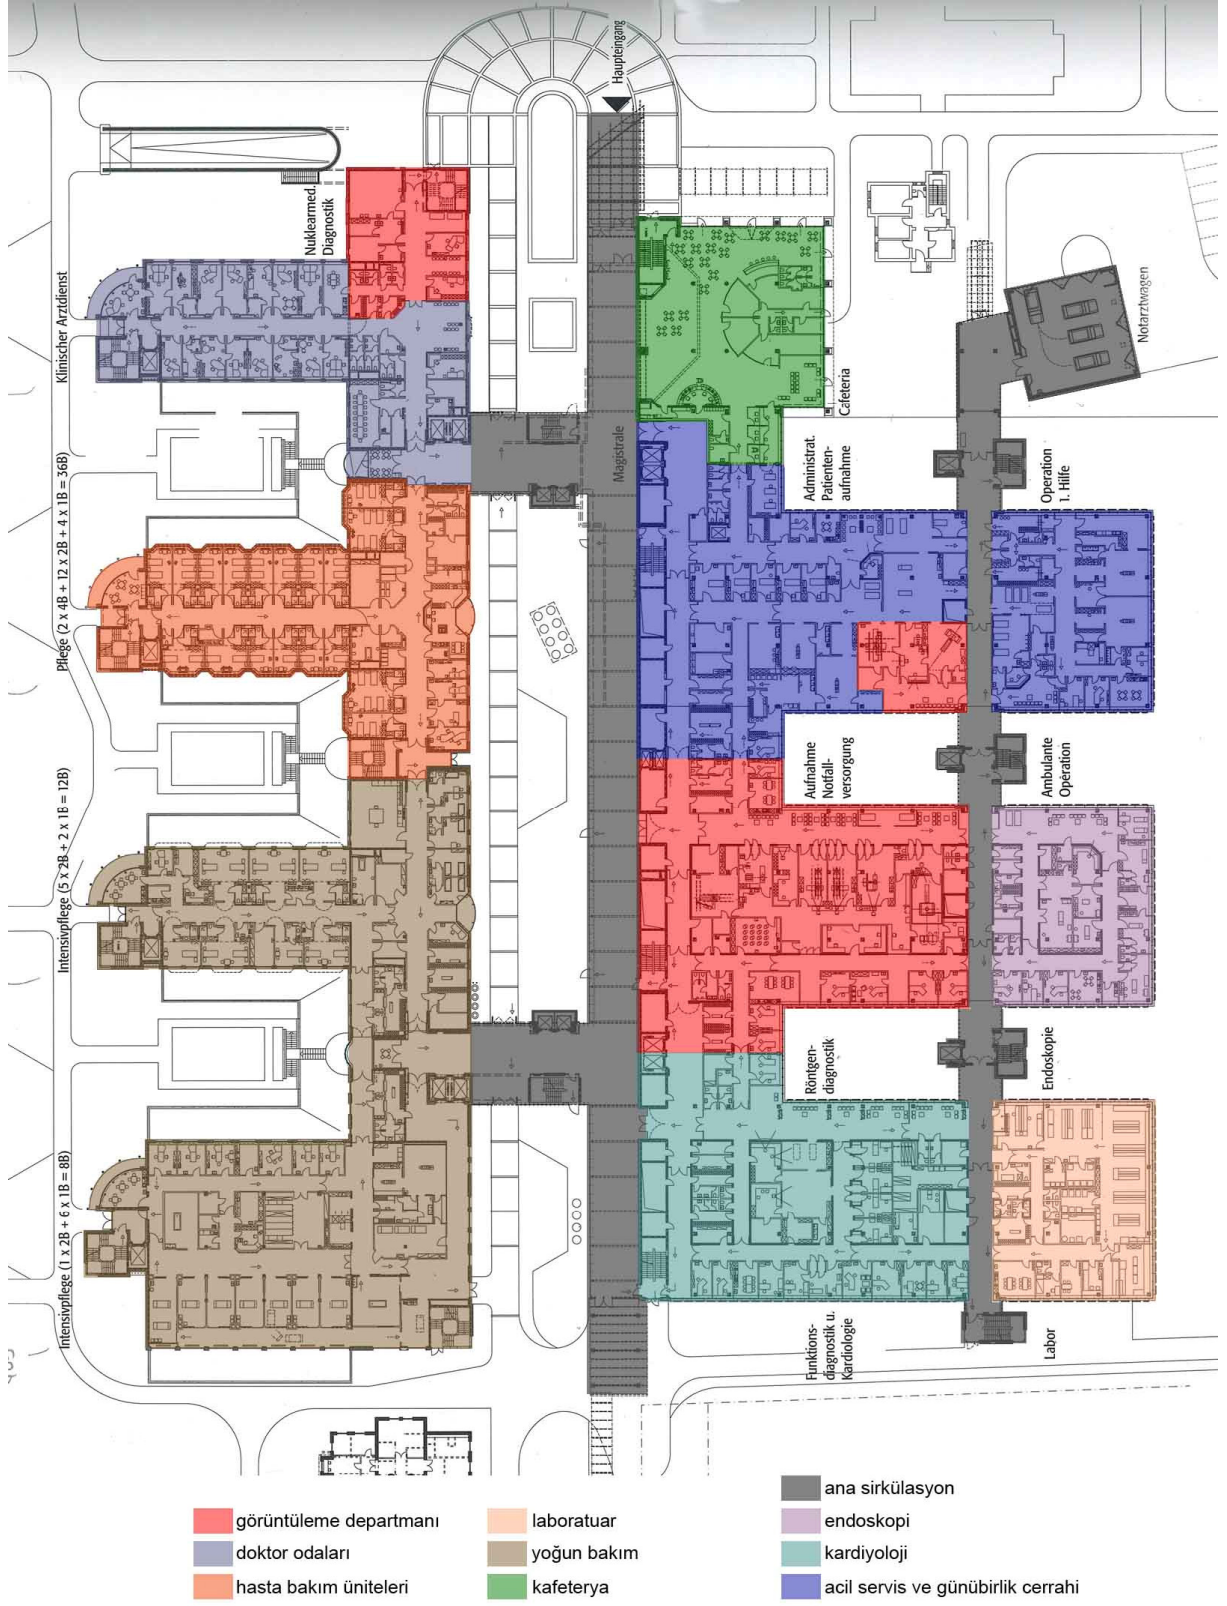 Haupteingang
Nuklearmed.
Diagnostik
Klinischer Arztdienst
Notarztwagen
Cafeteria
Magistrale
Administrat.
Patienten-
aufnahme
Operation
1. Hilfe
Pflege (2 x 4B + 12 x 2B + 4 x 1B = 36B)
Aufnahme
Notfall-
versorgung
Ambulante
Operation
Intensivpflege (5 x 2B + 2 x 1B = 12B)
Röntgen-
diagnostik
Endoskopie
Intensivpflege (1 x 2B + 6 x 1B = 8B)
Funktions-
diagnostik u.
Kardiologie
Labor
görüntüleme departmanı
doktor odaları
hasta bakım üniteleri
laboratuar
yoğun bakım
kafeterya
ana sirkülasyon
endoskopi
kardiyoloji
acil servis ve günübirlik cerrahi